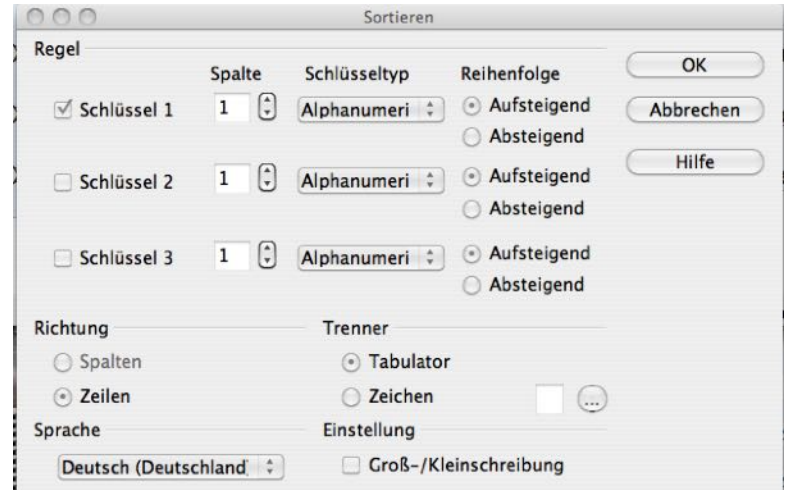 Sortieren
Regel
Spalte Schlüsseltyp Reihenfolge OK
Schlüssel 1 1 Alphanumeri Aufsteigend Abbrechen
Absteigend
Hilfe
Schlüssel 2 1 Alphanumeri Aufsteigend
Absteigend
Schlüssel 3 1 Alphanumeri Aufsteigend
Absteigend
Richtung Trenner
Spalten Tabulator
Zeilen Zeichen ...
Sprache Einstellung
Deutsch (Deutschland) Groß-/Kleinschreibung